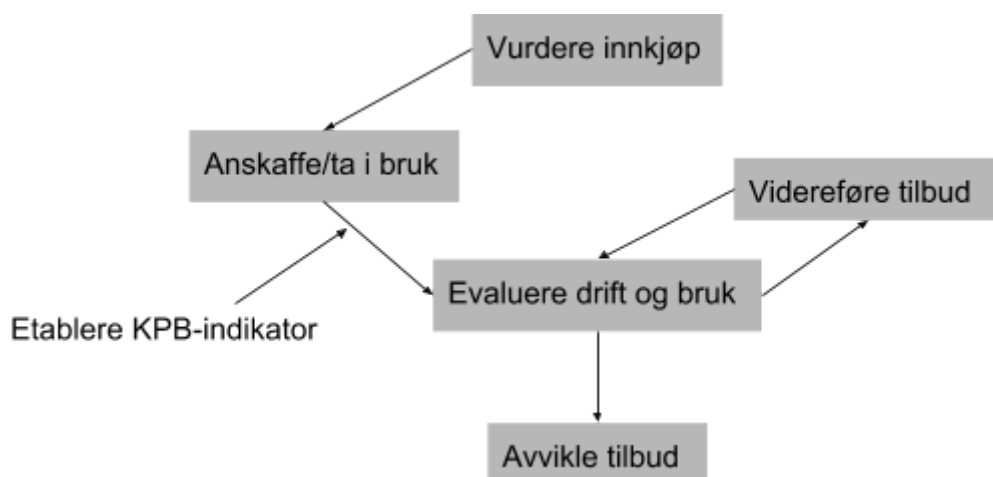 Vurdere innkjøp
Anskaffe/ta i bruk
Videreføre tilbud
Evaluere drift og bruk
Etablere KPB-indikator
Avvikle tilbud